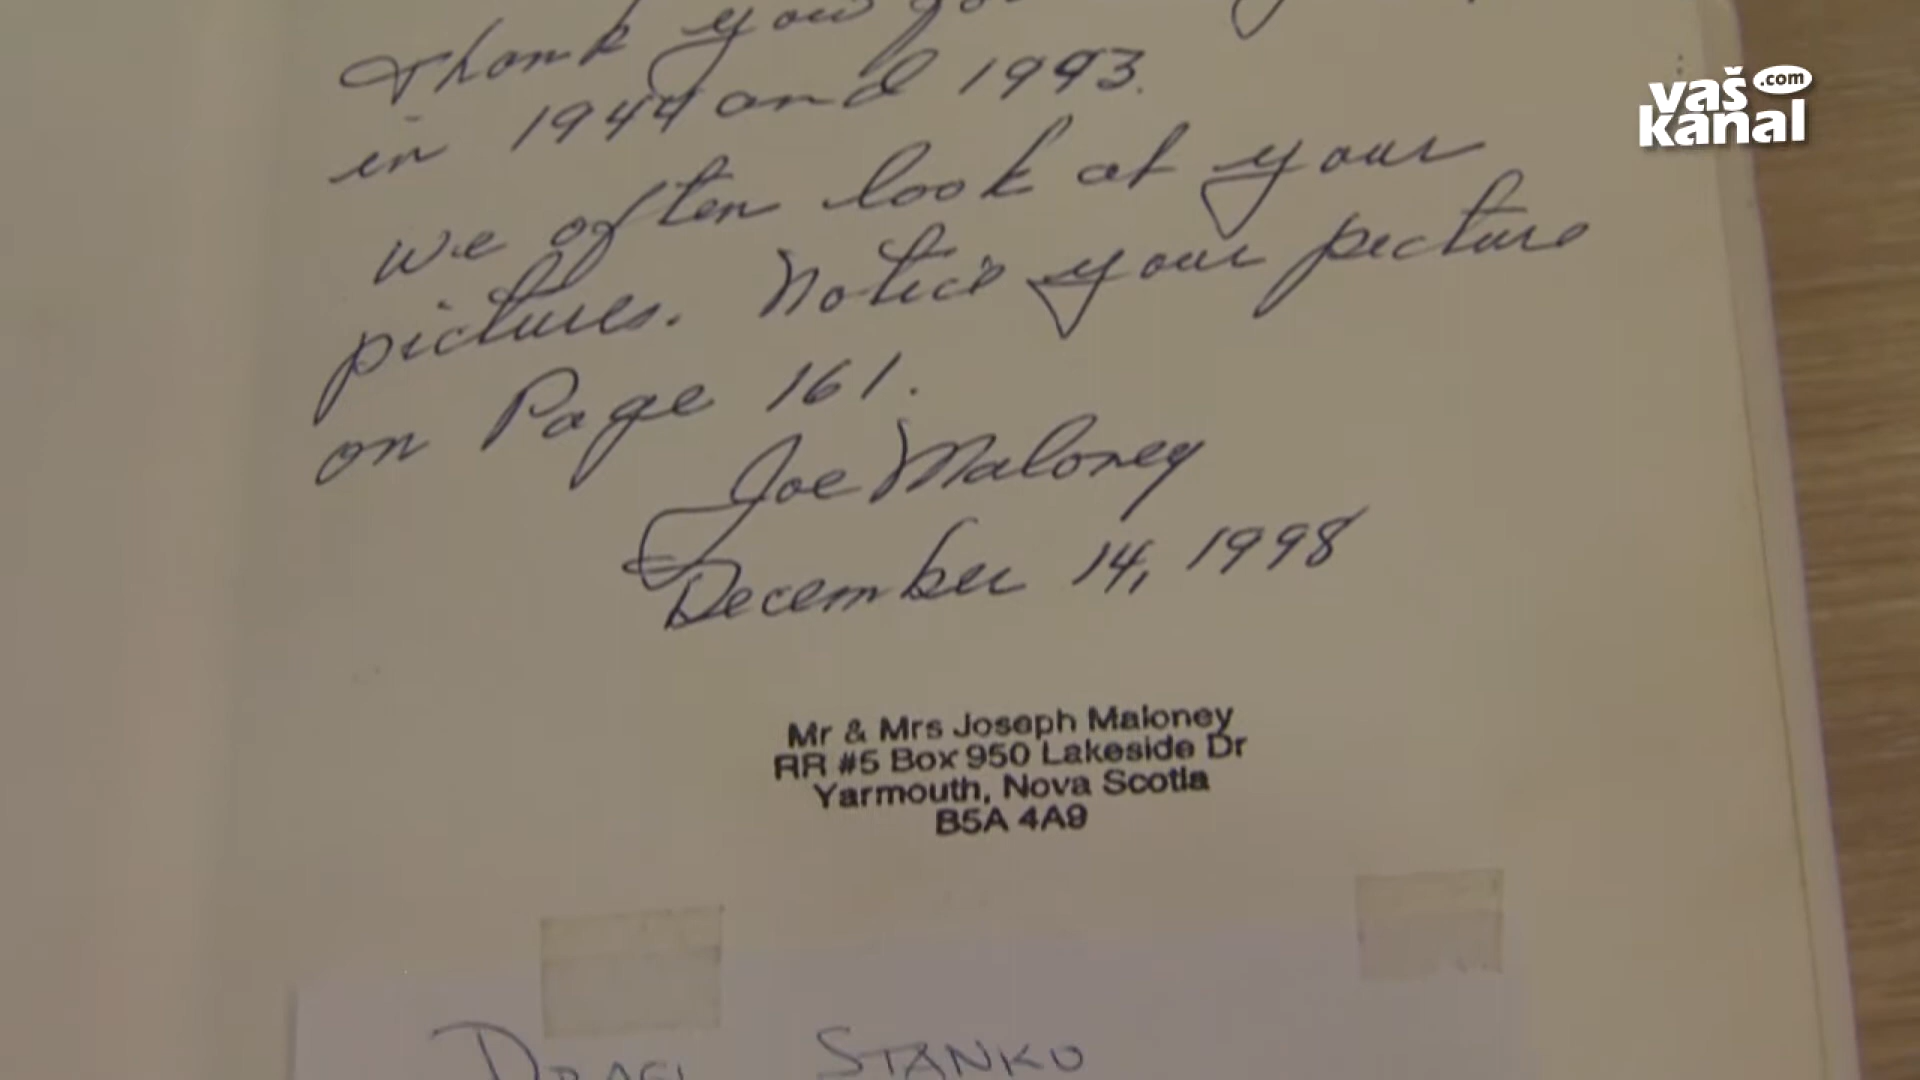 Thank you
in 1944 and 1993.
We often look at your
pictures. Notice your picture
on Page 161.
Joe Maloney
December 14, 1998
Mr & Mrs Joseph Maloney
RR #5 Box 950 Lakeside Dr
Yarmouth, Nova Scotia
B5A 4A9
DRAGI STANKO
vaš
.com
kanal